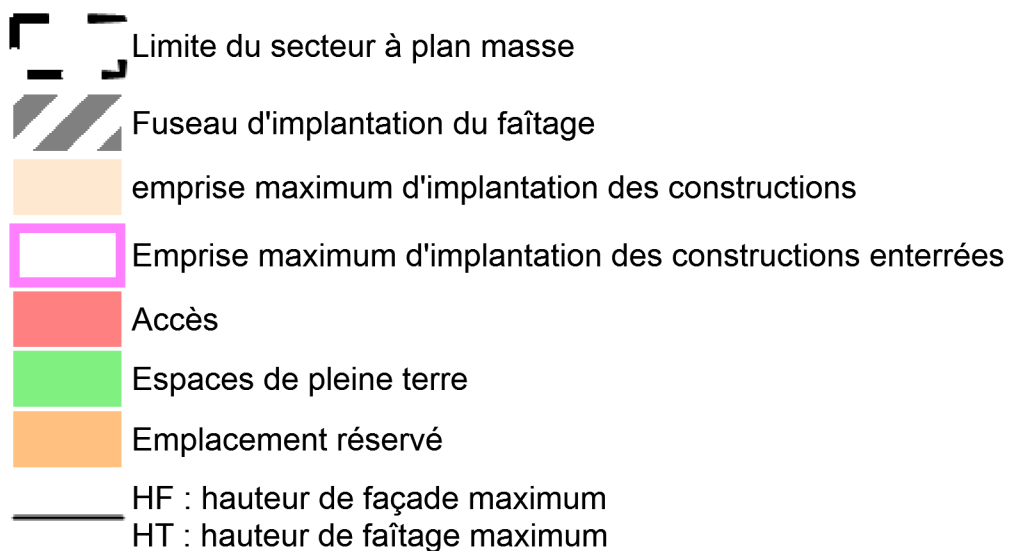 Limite du secteur à plan masse
Fuseau d'implantation du faîtage
emprise maximum d'implantation des constructions
Emprise maximum d'implantation des constructions enterrées
Accès
Espaces de pleine terre
Emplacement réservé
HF : hauteur de façade maximum
HT : hauteur de faîtage maximum